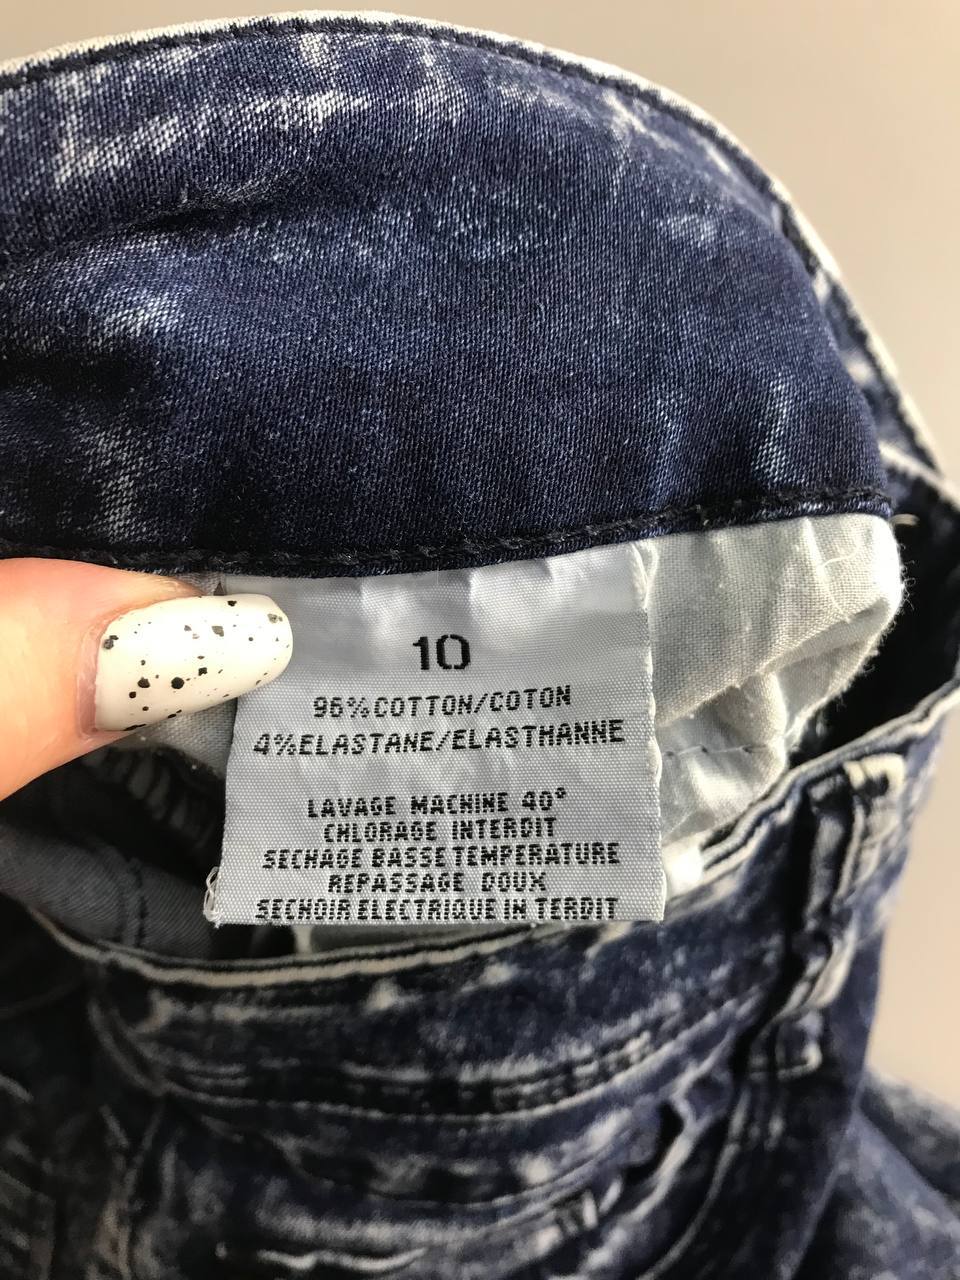 10
96%COTTON/COTON
4%ELASTANE/ELASTHANNE
LAVAGE MACHINE 40°
CHLORAGE INTERDIT
SECHAGE BASSE TEMPERATURE
REPASSAGE DOUX
SECHOIR ELECTRIQUE IN TERDIT